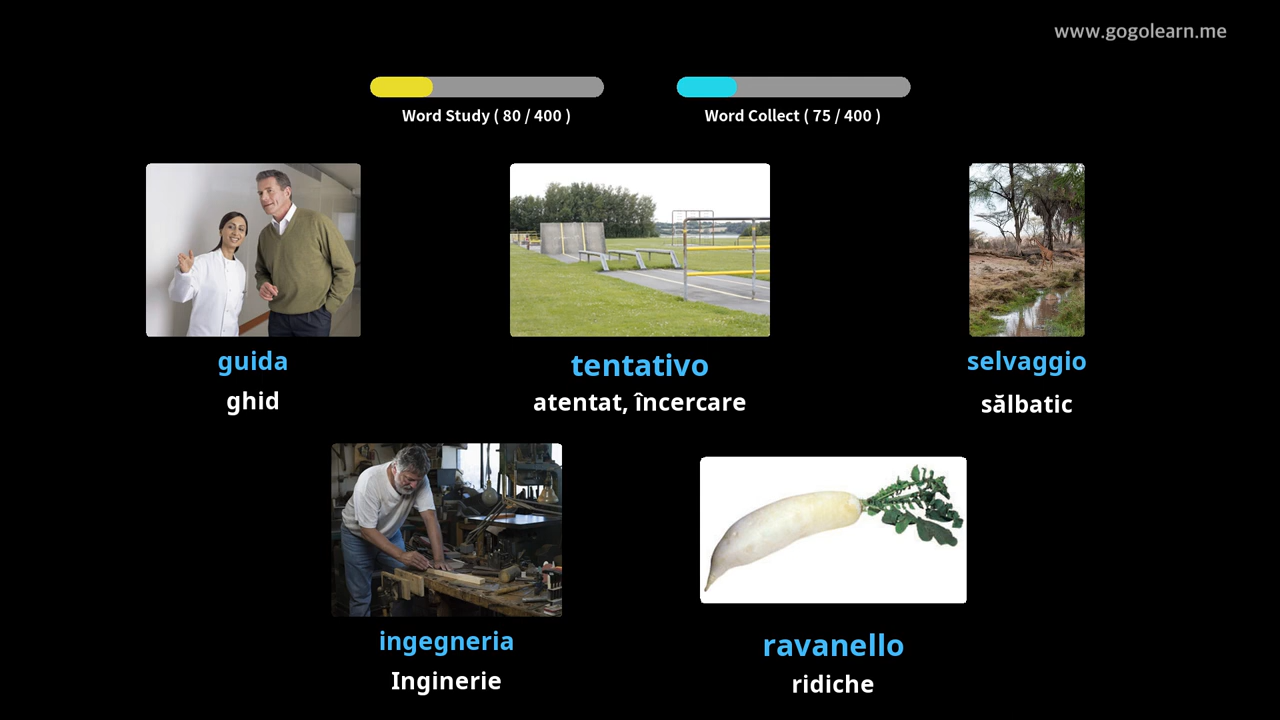 www.gogolearn.me
Word Study ( 80 / 400 )
Word Collect ( 75 / 400 )
guida
ghid
tentativo
atentat, încercare
selvaggio
sălbatic
ingegneria
Inginerie
ravanello
ridiche